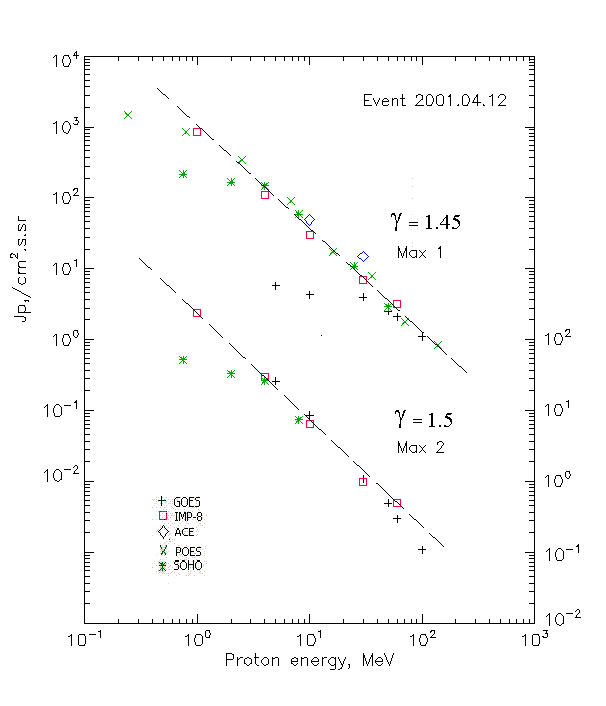 Event 2001.04.12
10⁴
10³
10²
10¹
10⁰
10⁻¹
10⁻²
Jp,/cm².s.sr
γ = 1.45
Max 1
γ = 1.5
Max 2
10²
10¹
10⁰
10⁻¹
10⁻²
GOES
IMP-8
ACE
POES
SOHO
10⁻¹ 10⁰ 10¹ 10² 10³
Proton energy, MeV